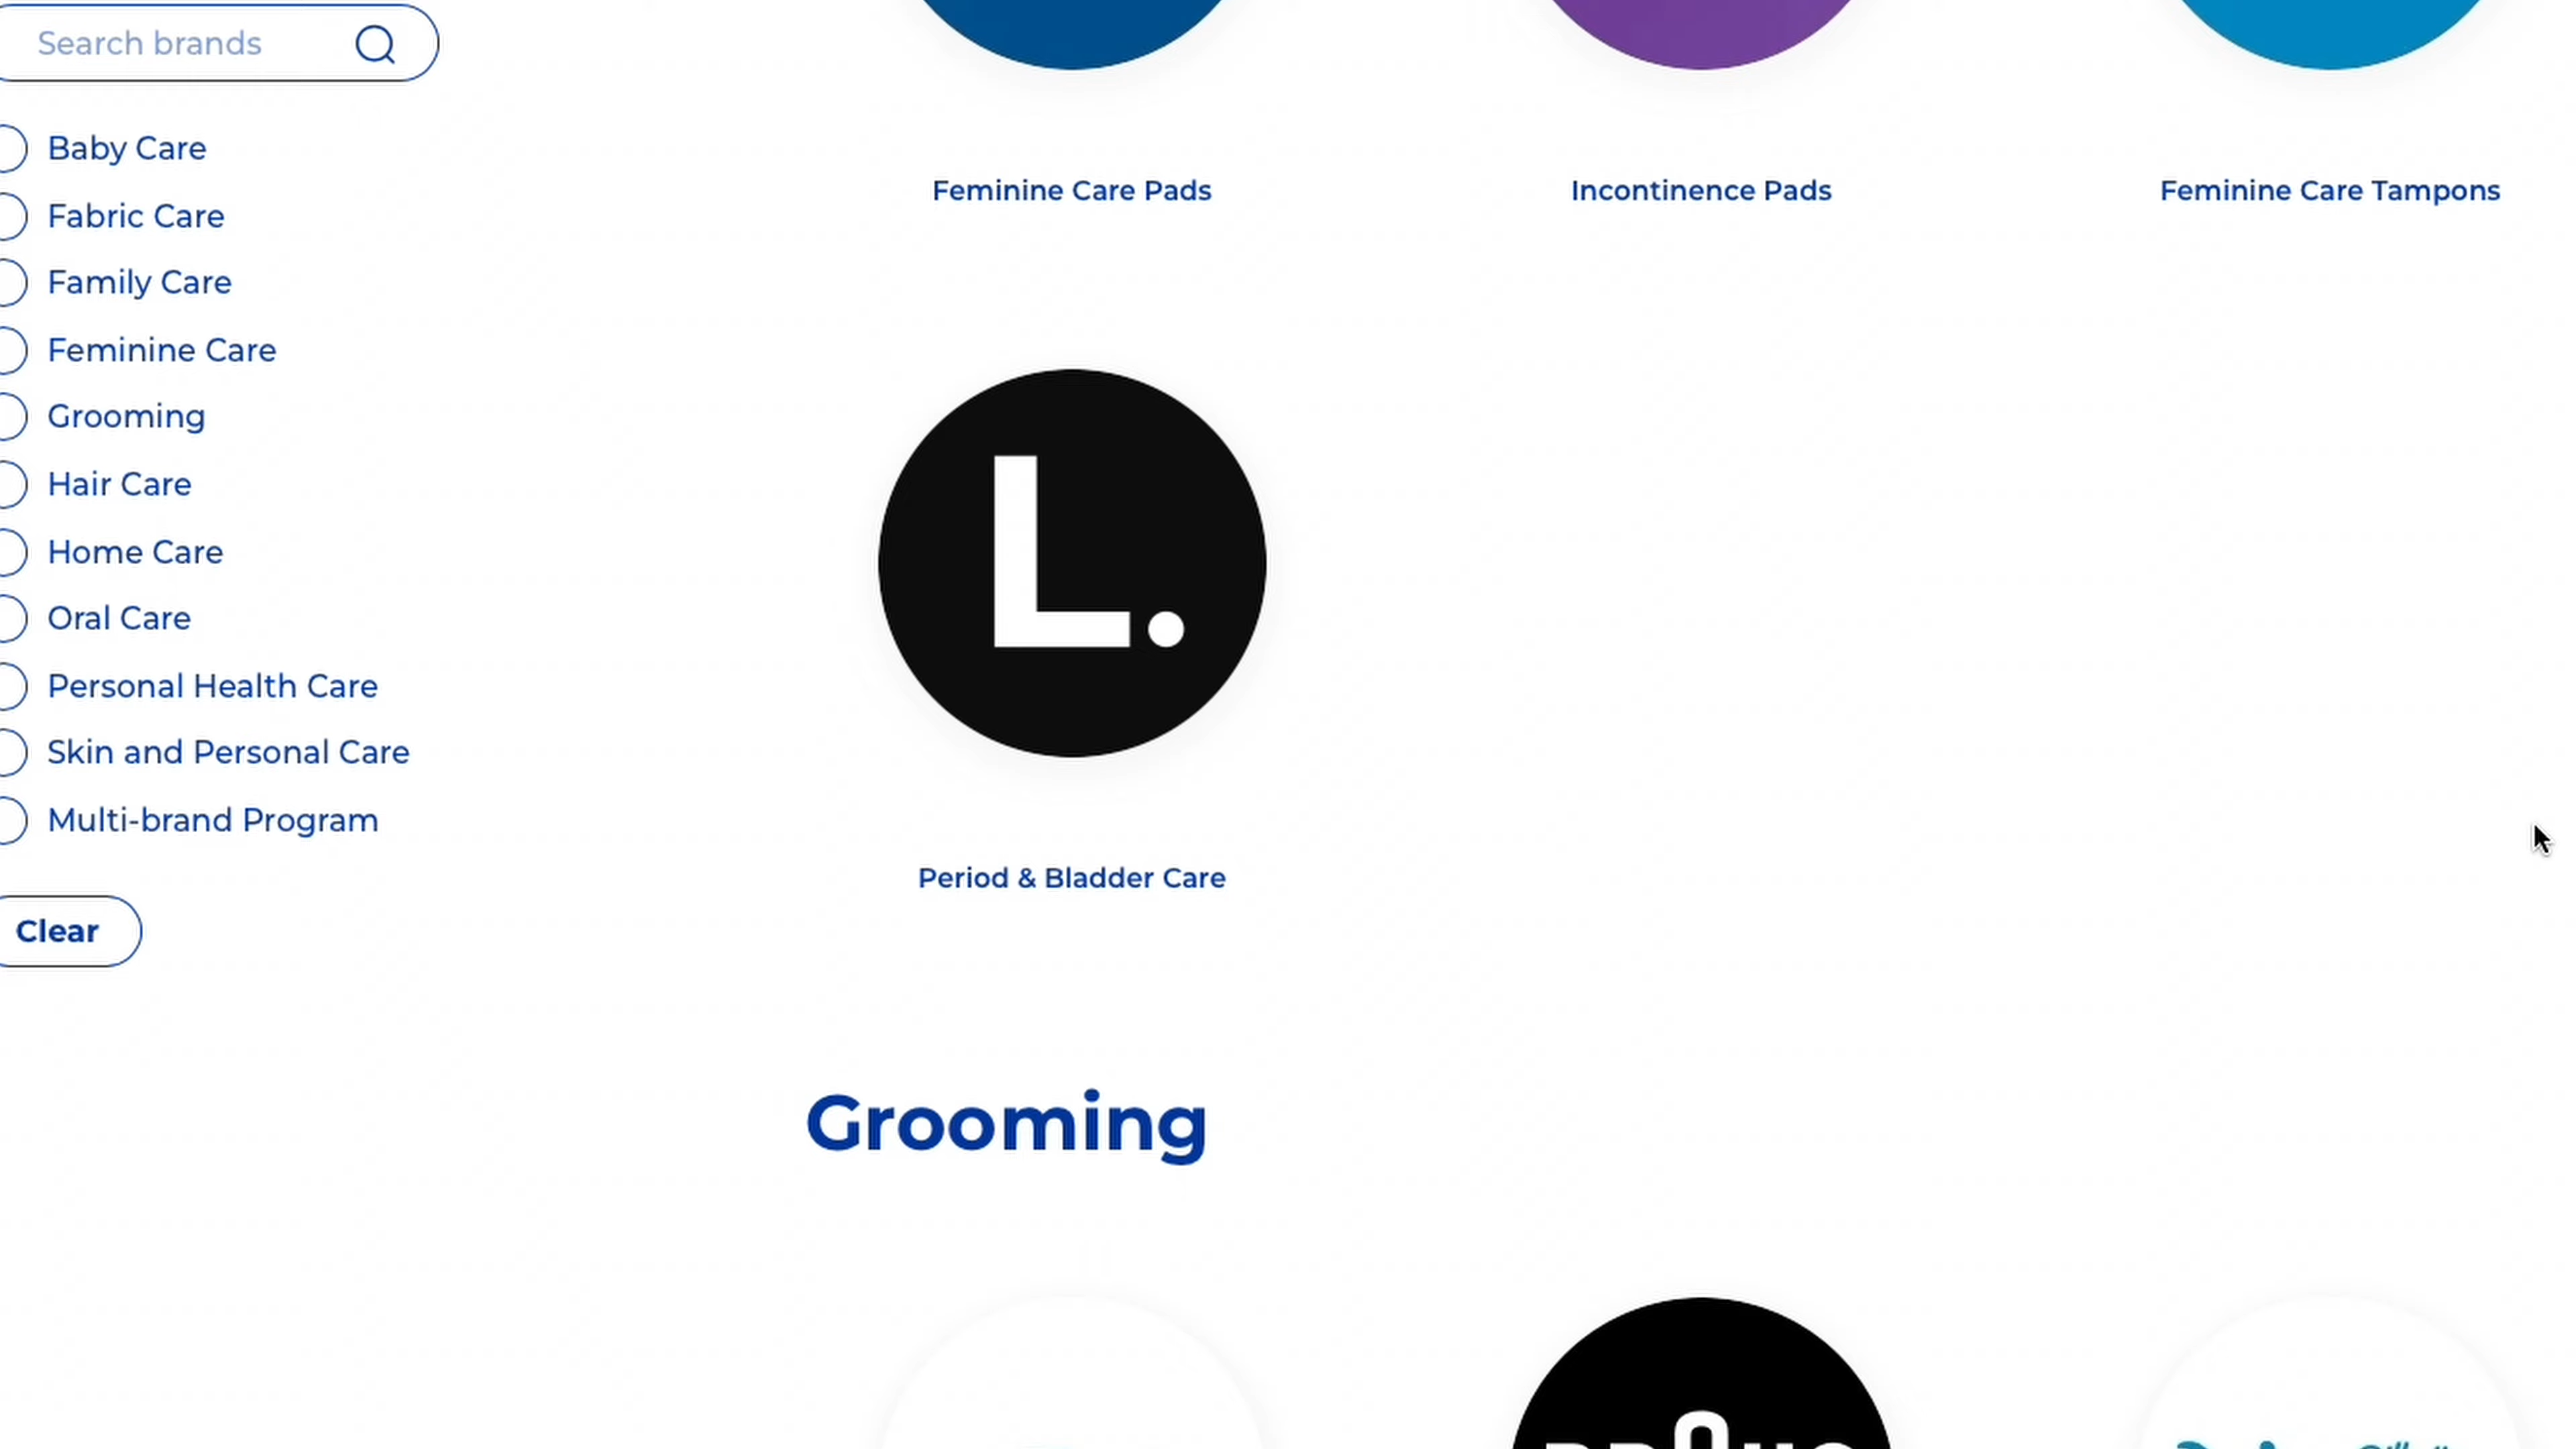 Search brands
Baby Care
Fabric Care
Family Care
Feminine Care
Grooming
Hair Care
Home Care
Oral Care
Personal Health Care
Skin and Personal Care
Multi-brand Program
Clear
Feminine Care Pads
Incontinence Pads
Feminine Care Tampons
L.
Period & Bladder Care
Grooming